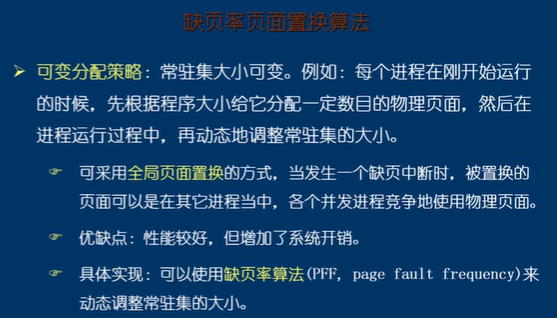 缺页率页面置换算法
可变分配策略：常驻集大小可变。例如：每个进程在刚开始运行
的时候，先根据程序大小给它分配一定数目的物理页面，然后在
进程运行过程中，再动态地调整常驻集的大小。
可采用全局页面置换的方式，当发生一个缺页中断时，被置换的
页面可以是在其它进程当中，各个并发进程竞争地使用物理页面。
优缺点：性能较好，但增加了系统开销。
具体实现：可以使用缺页率算法(PFF, page fault frequency)来
动态调整常驻集的大小。